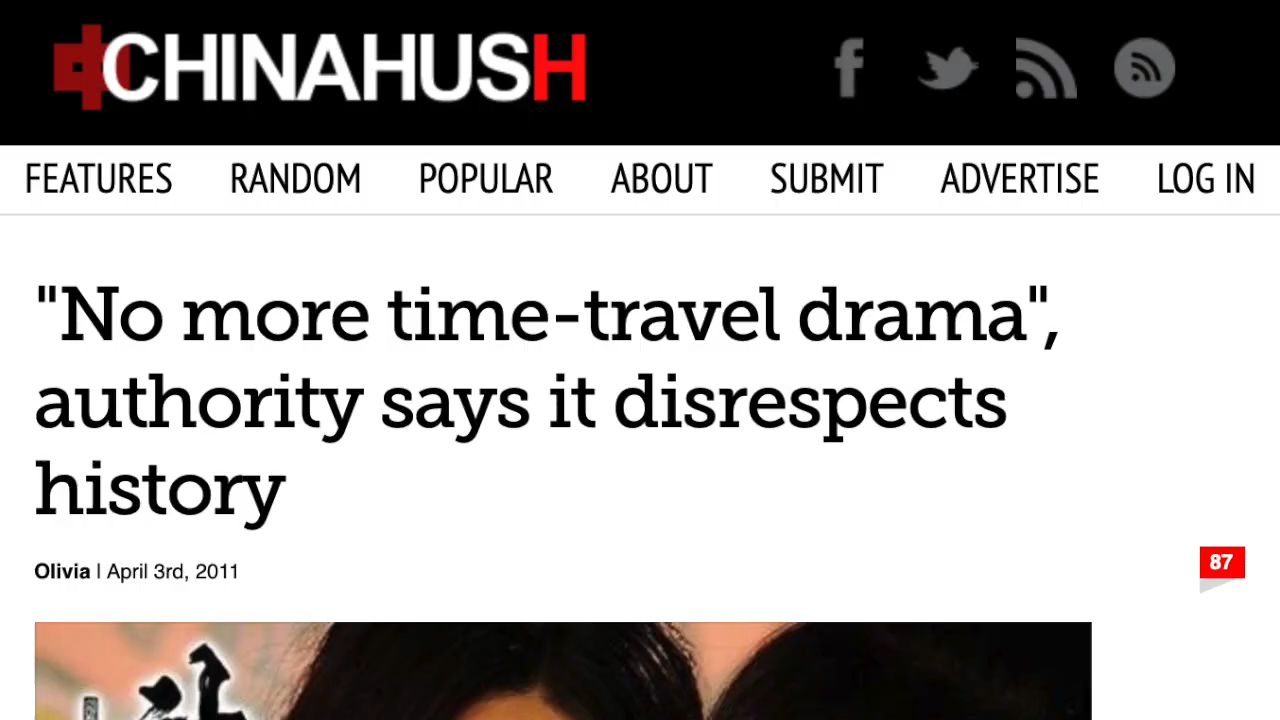 CHINAHUSH
FEATURES RANDOM POPULAR ABOUT SUBMIT ADVERTISE LOG IN
"No more time-travel drama",
authority says it disrespects
history
Olivia | April 3rd, 2011
87